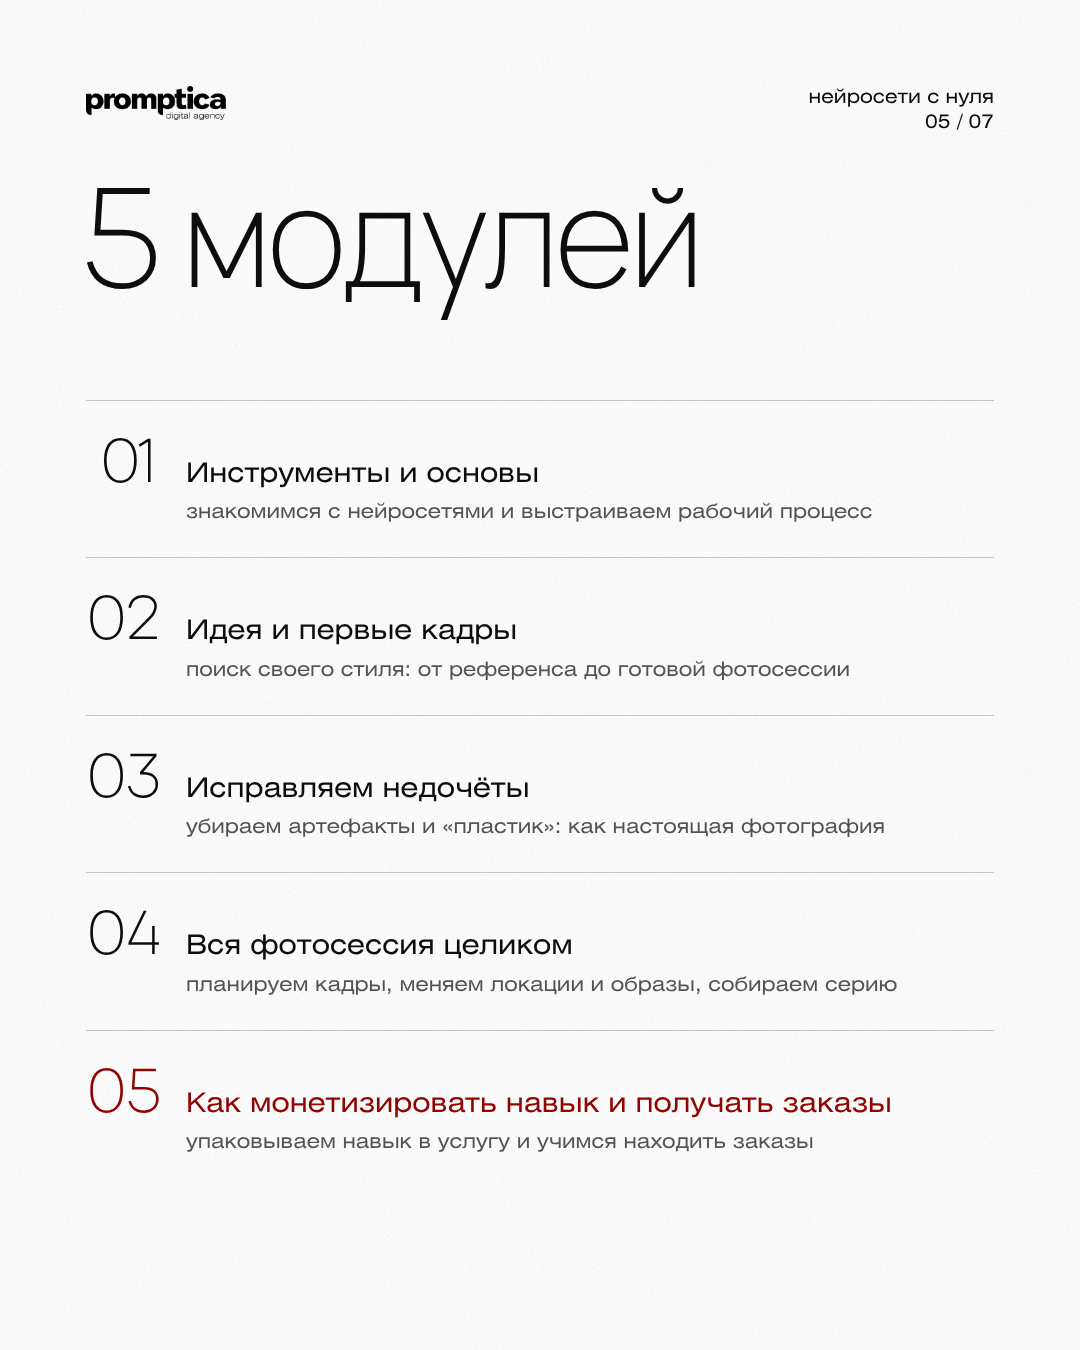 promptica
digital agency
нейросети с нуля
05 / 07
5 модулей
01
Инструменты и основы
знакомимся с нейросетями и выстраиваем рабочий процесс
02
Идея и первые кадры
поиск своего стиля: от референса до готовой фотосессии
03
Исправляем недочёты
убираем артефакты и «пластик»: как настоящая фотография
04
Вся фотосессия целиком
планируем кадры, меняем локации и образы, собираем серию
05
Как монетизировать навык и получать заказы
упаковываем навык в услугу и учимся находить заказы